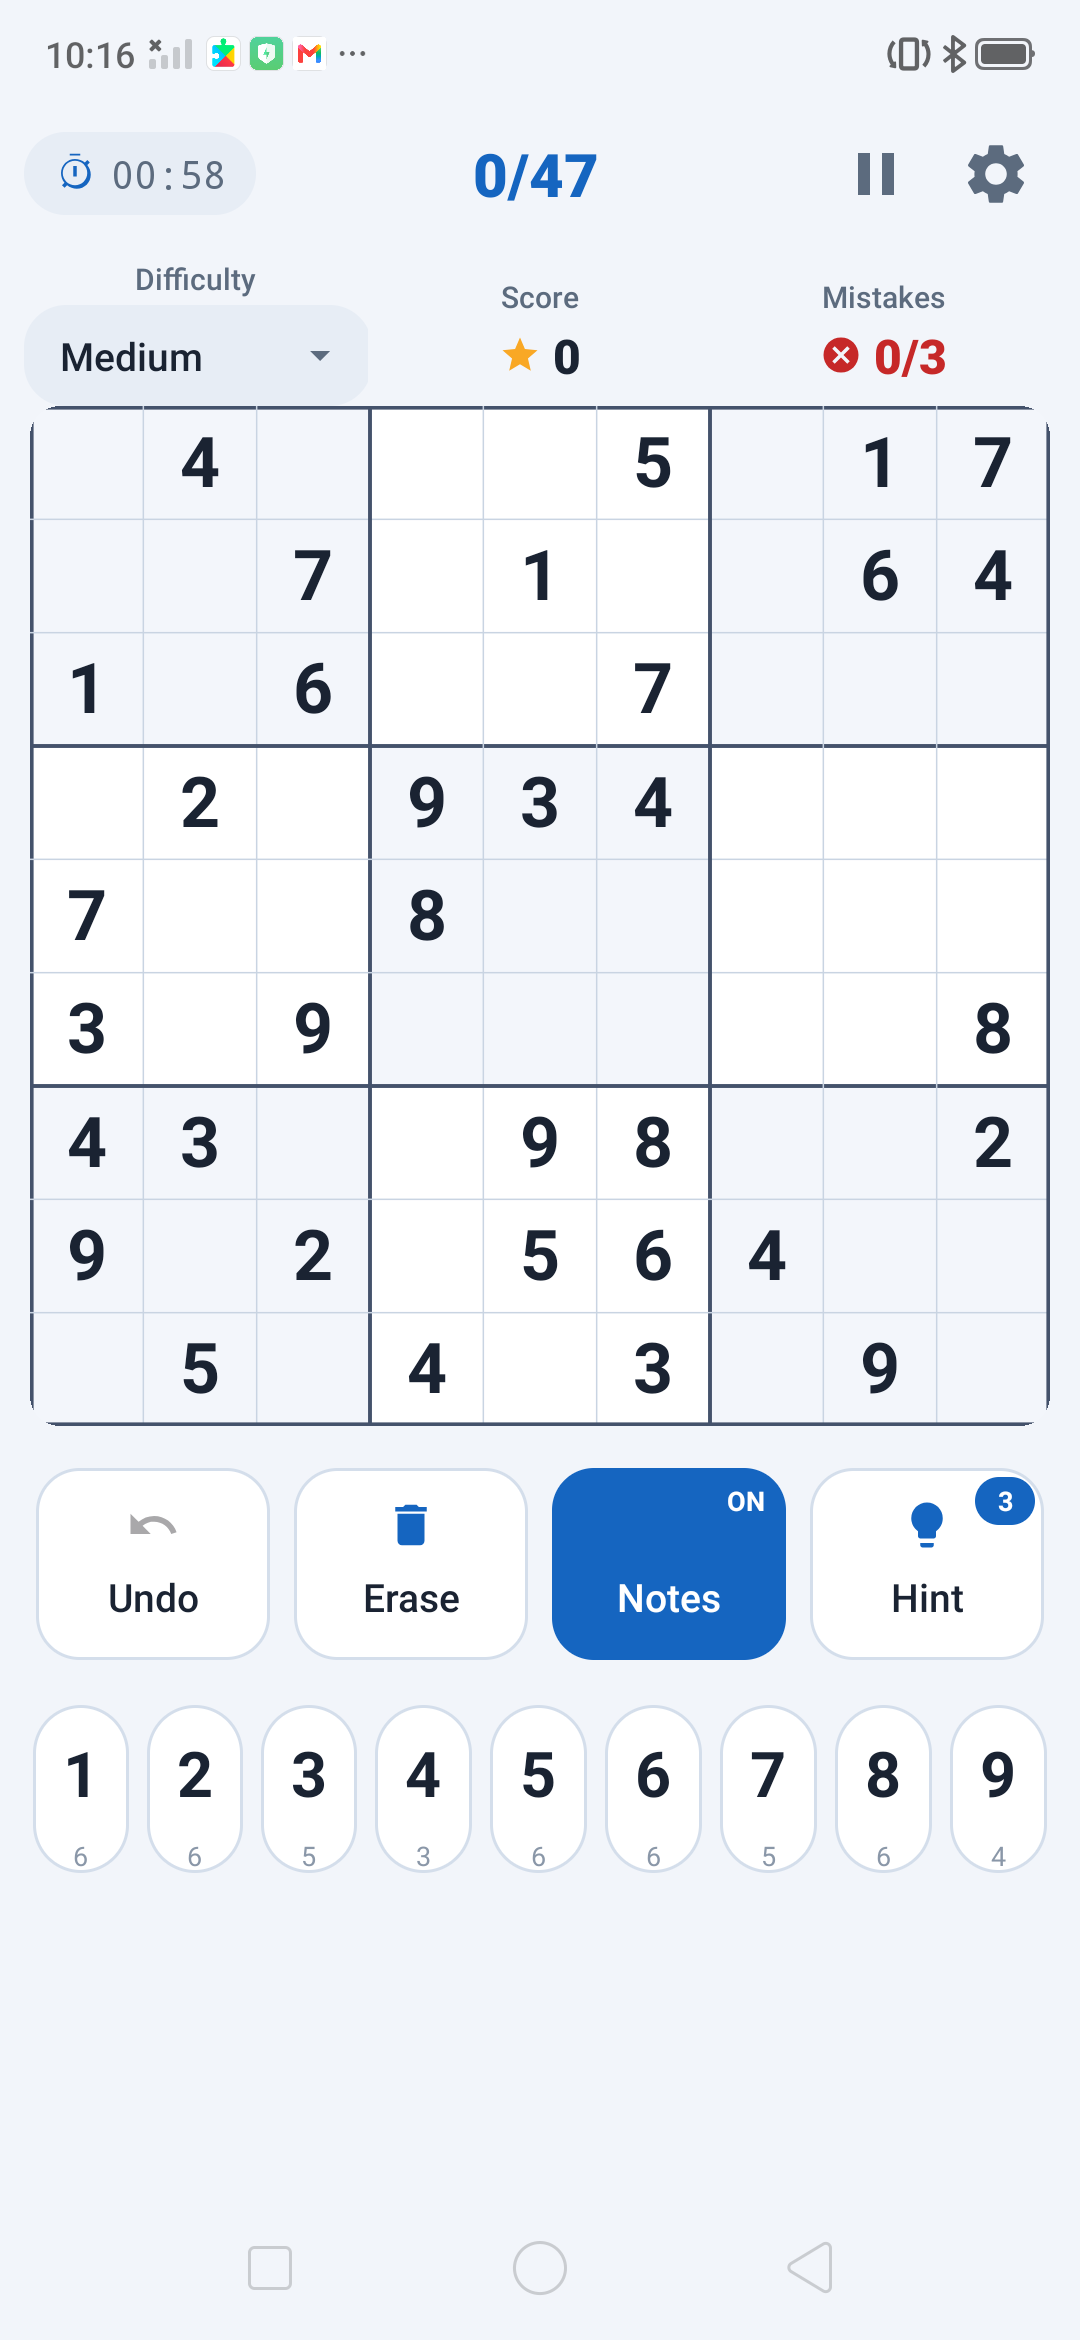 10:16
00:58
0/47
Difficulty
Score
Mistakes
Medium
0
0/3
4 5 1 7
7 1 6 4
1 6 7
2 9 3 4
7 8
3 9 8
4 3 9 8 2
9 2 5 6 4
5 4 3 9
Undo
Erase
ON
Notes
3
Hint
1 2 3 4 5 6 7 8 9
6 6 5 3 6 6 5 6 4